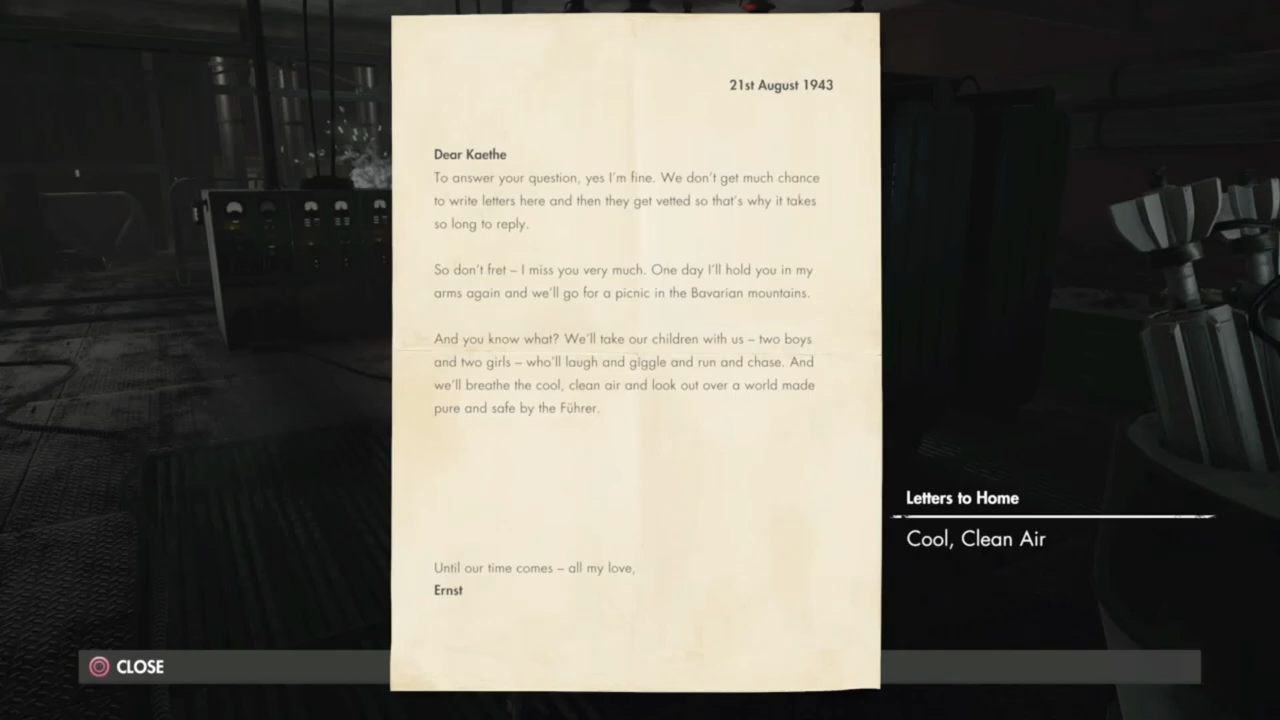 21st August 1943
Dear Kaethe
To answer your question, yes I'm fine. We don't get much chance
to write letters here and then they get vetted so that's why it takes
so long to reply.
So don't fret – I miss you very much. One day I'll hold you in my
arms again and we'll go for a picnic in the Bavarian mountains.
And you know what? We'll take our children with us – two boys
and two girls – who'll laugh and giggle and run and chase. And
we'll breathe the cool, clean air and look out over a world made
pure and safe by the Führer.
Until our time comes – all my love,
Ernst
Letters to Home
Cool, Clean Air
CLOSE